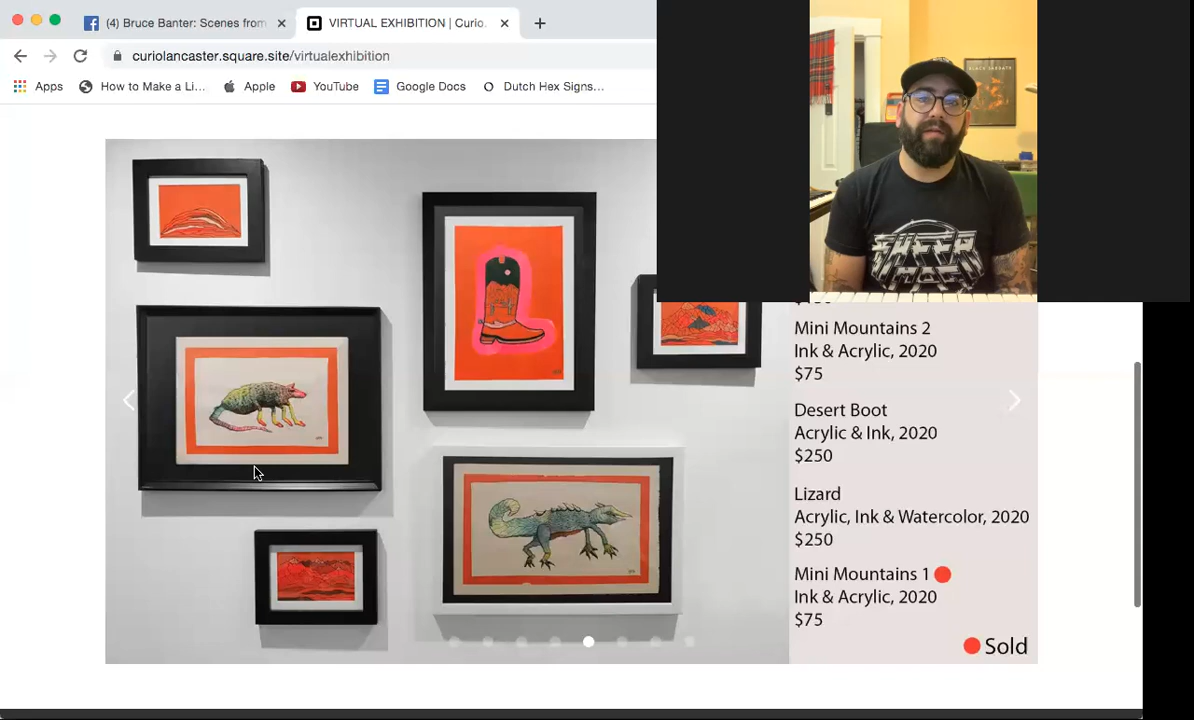 (4) Bruce Banter: Scenes from
VIRTUAL EXHIBITION | Curio.
curiolancaster.square.site/virtualexhibition
Apps
How to Make a Li...
Apple
YouTube
Google Docs
Dutch Hex Signs...
BLACK SABBATH
Mini Mountains 2
Ink & Acrylic, 2020
$75
Desert Boot
Acrylic & Ink, 2020
$250
Lizard
Acrylic, Ink & Watercolor, 2020
$250
Mini Mountains 1
Ink & Acrylic, 2020
$75
Sold